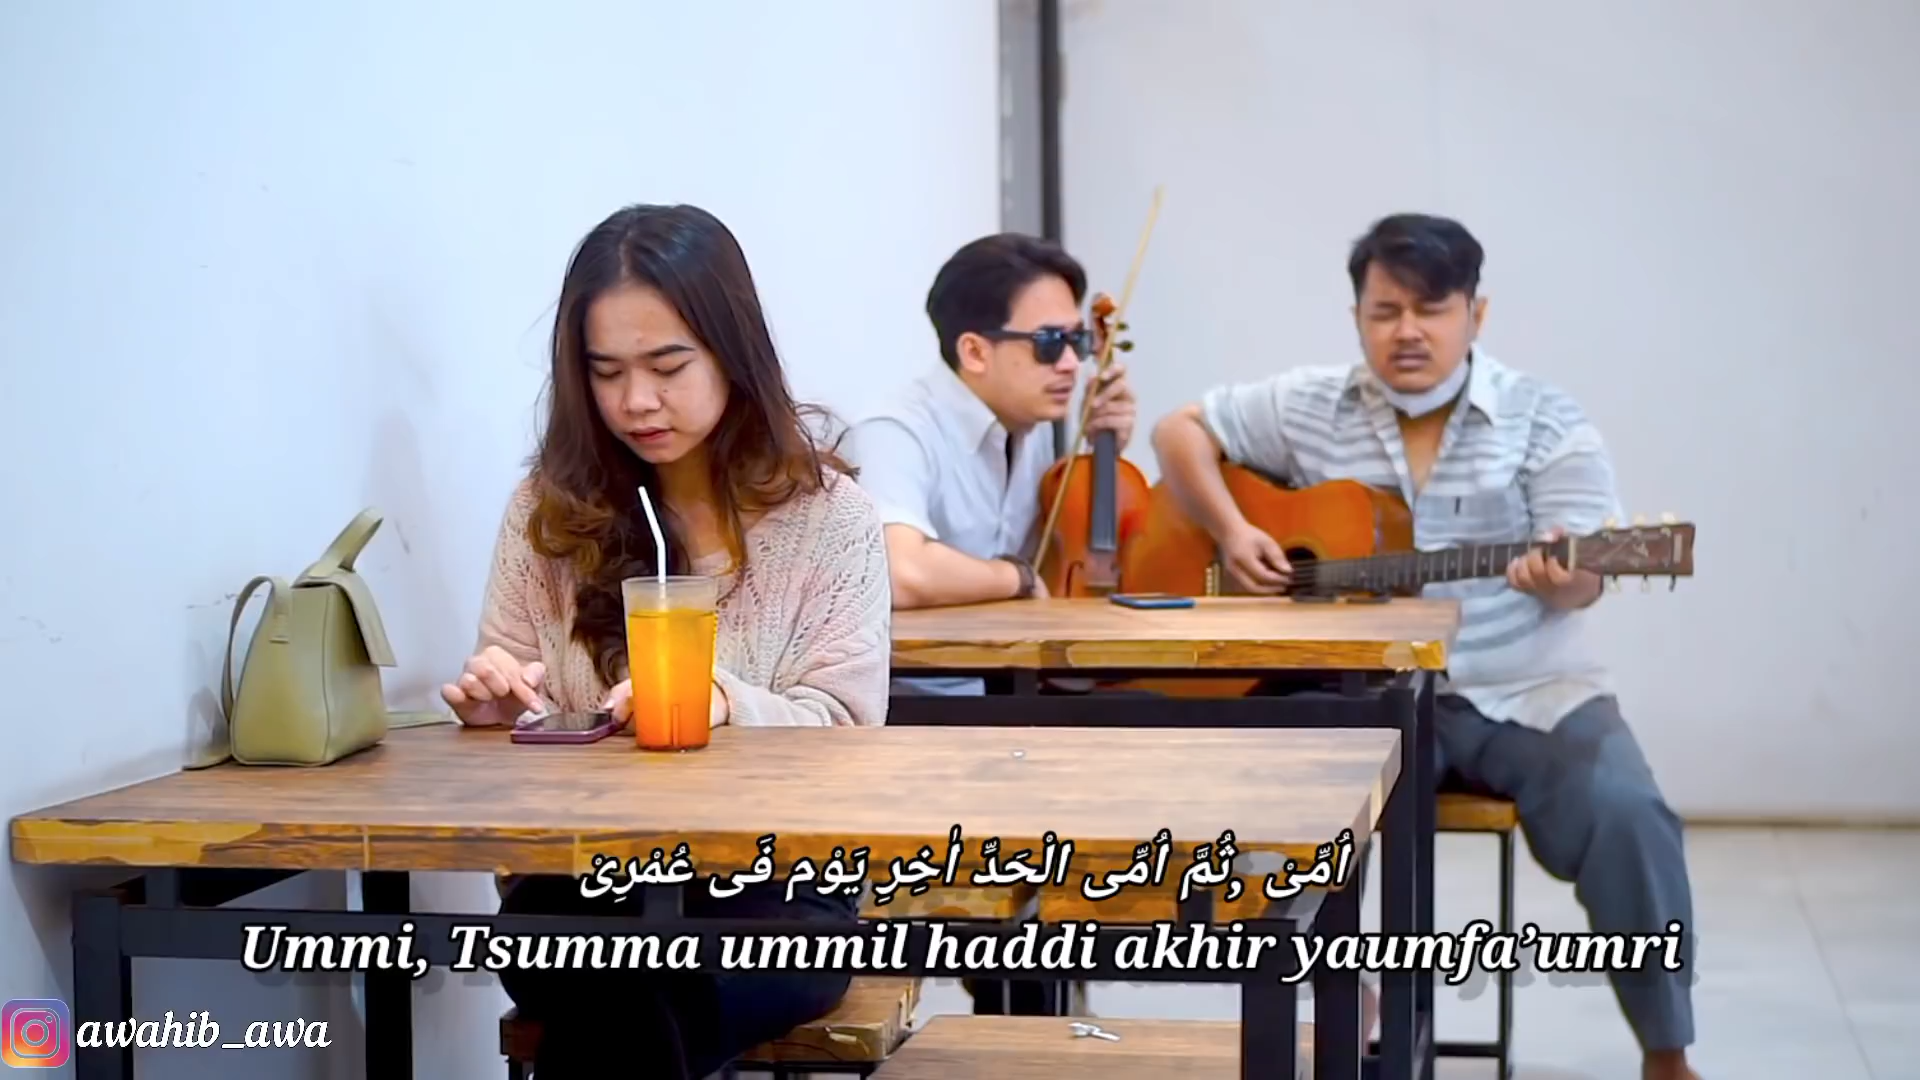 اُمِّىْ ,ثُمَّ اُمِّى الْحَدِّ اٰخِرِ يَوْم فَى عُمْرِىْ
Ummi, Tsumma ummil haddi akhir yaumfa’umri
awahib_awa